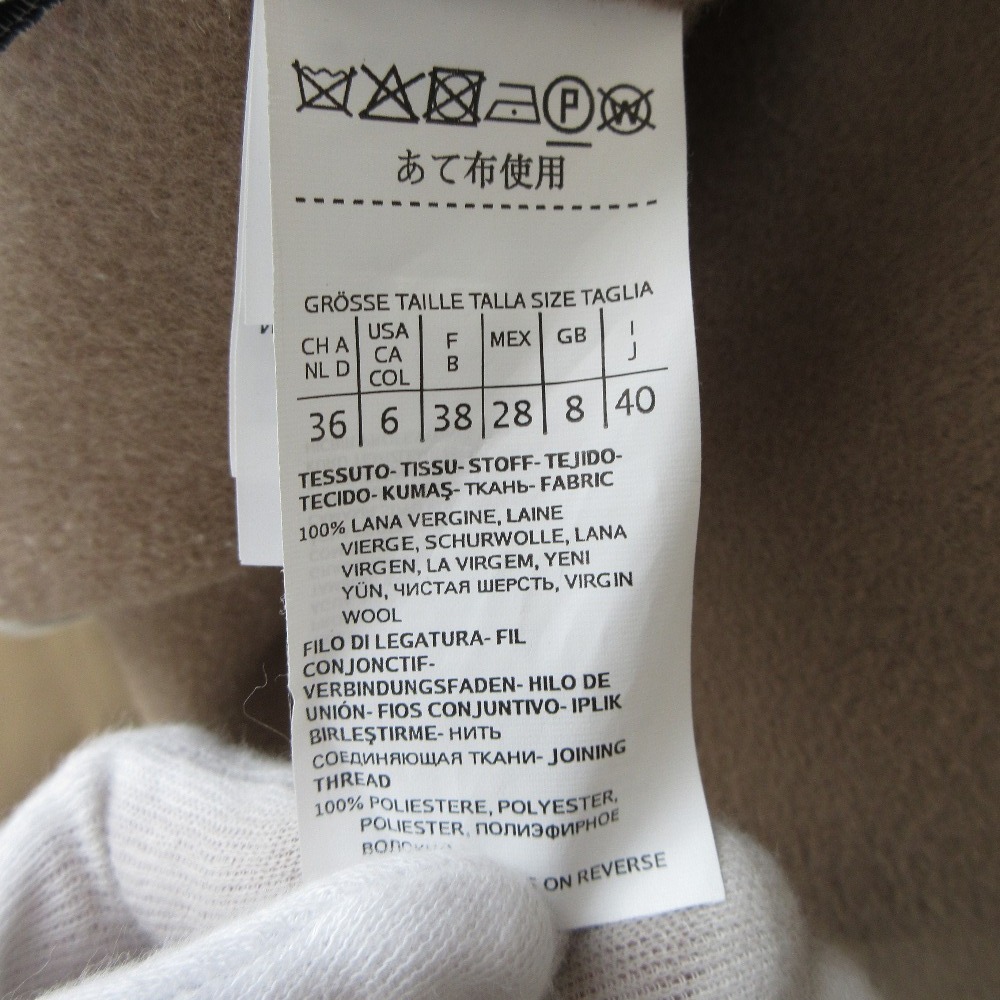 P W
あて布使用
GRÖSSE TAILLE TALLA SIZE TAGLIA
CH A NL D USA CA COL F B MEX GB I J
36 6 38 28 8 40
TESSUTO- TISSU- STOFF- TEJIDO-
TECIDO- KUMAŞ- ТКАНЬ- FABRIC
100% LANA VERGINE, LAINE
VIERGE, SCHURWOLLE, LANA
VIRGEN, LA VIRGEM, YENI
YÜN, ЧИСТАЯ ШЕРСТЬ, VIRGIN
WOOL
FILO DI LEGATURA- FIL
CONJONCTIF-
VERBINDUNGSFADEN- HILO DE
UNIÓN- FIOS CONJUNTIVO- IPLIK
BIRLEŞTIRME- НИТЬ
СОЕДИНЯЮЩАЯ ТКАНИ- JOINING
THREAD
100% POLIESTERE, POLYESTER,
POLIESTER, ПОЛИЭФИРНОЕ
ON REVERSE